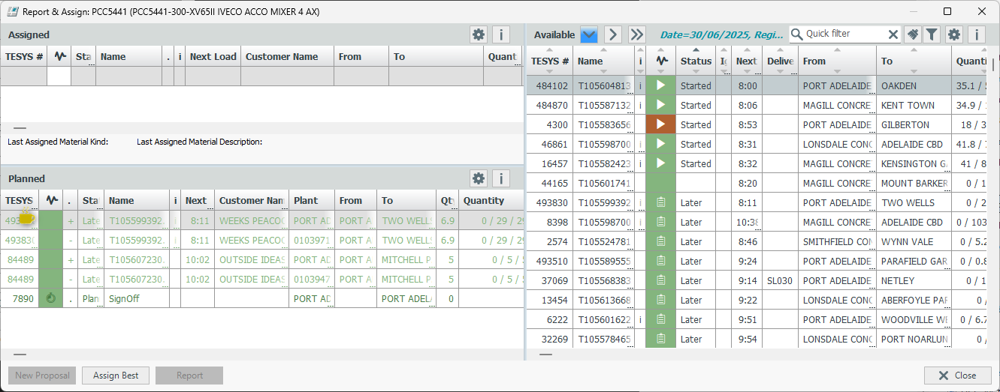 Report & Assign: PCC5441 (PCC5441-300-XV65II IVECO ACCO MIXER 4 AX)
Assigned
TESYS # Sta Name . i Next Load Customer Name From To Quant
Last Assigned Material Kind: Last Assigned Material Description:
Planned
TESYS . Sta Name i Next Customer Nam Plant From To Qty Quantity
+ Late T105599392. i 8:11 WEEKS PEACOC PORT AD PORT A TWO WELLS 6.9 0 / 29 / 29
493830 - Late T105599392. i 8:11 WEEKS PEACOC 0103971 PORT A TWO WELLS 6.9 0 / 29 / 29
84489 + Late T105607230. 10:02 OUTSIDE IDEAS PORT AD PORT A MITCHELL P. 5 0 / 5 / 5
84489 - Late T105607230. 10:02 OUTSIDE IDEAS 0103947 PORT A MITCHELL P. 5 0 / 5 / 5
7890 . Plan SignOff PORT AD PORT ADELA 0
New Proposal Assign Best Report
Available Date=30/06/2025, Regi... Quick filter
TESYS # Name i Status Next Delive From To Quanti
484102 T105604813 i Started 8:00 PORT ADELAIDE OAKDEN 35.1 /
484870 T105587132 i Started 8:06 MAGILL CONCRE KENT TOWN 34.9 /
4300 T105583656 Started 8:53 PORT ADELAIDE GILBERTON 18 / 3
46861 T105598700 i Started 8:31 LONSDALE CONC ADELAIDE CBD 41.8 /
16457 T105582423 i Started 8:32 MAGILL CONCRE KENSINGTON GA 41 / 8
44165 T105601741 8:20 MAGILL CONCRE MOUNT BARKER 0 / 1
493830 T105599392 i Later 8:11 PORT ADELAIDE TWO WELLS 0 / 2
8398 T105598700 i Later 10:38 MAGILL CONCRE ADELAIDE CBD 0 / 103
2574 T105524781 Later 8:46 SMITHFIELD CON WYNN VALE 0 / 5.2
493510 T105589555 Later 9:24 PORT ADELAIDE PARAFIELD GAR 0 / 0.8
37069 T105568383 Later 9:14 SL030 PORT ADELAIDE NETLEY 0 / 1
13454 T105613668 Later 9:22 LONSDALE CONC ABERFOYLE PAR 0 /
6222 T105601622 i Later 9:51 PORT ADELAIDE WOODVILLE WE 0 / 6.7
32269 T105578465 Later 9:54 LONSDALE CONC PORT NOARLUN 0 /
Close